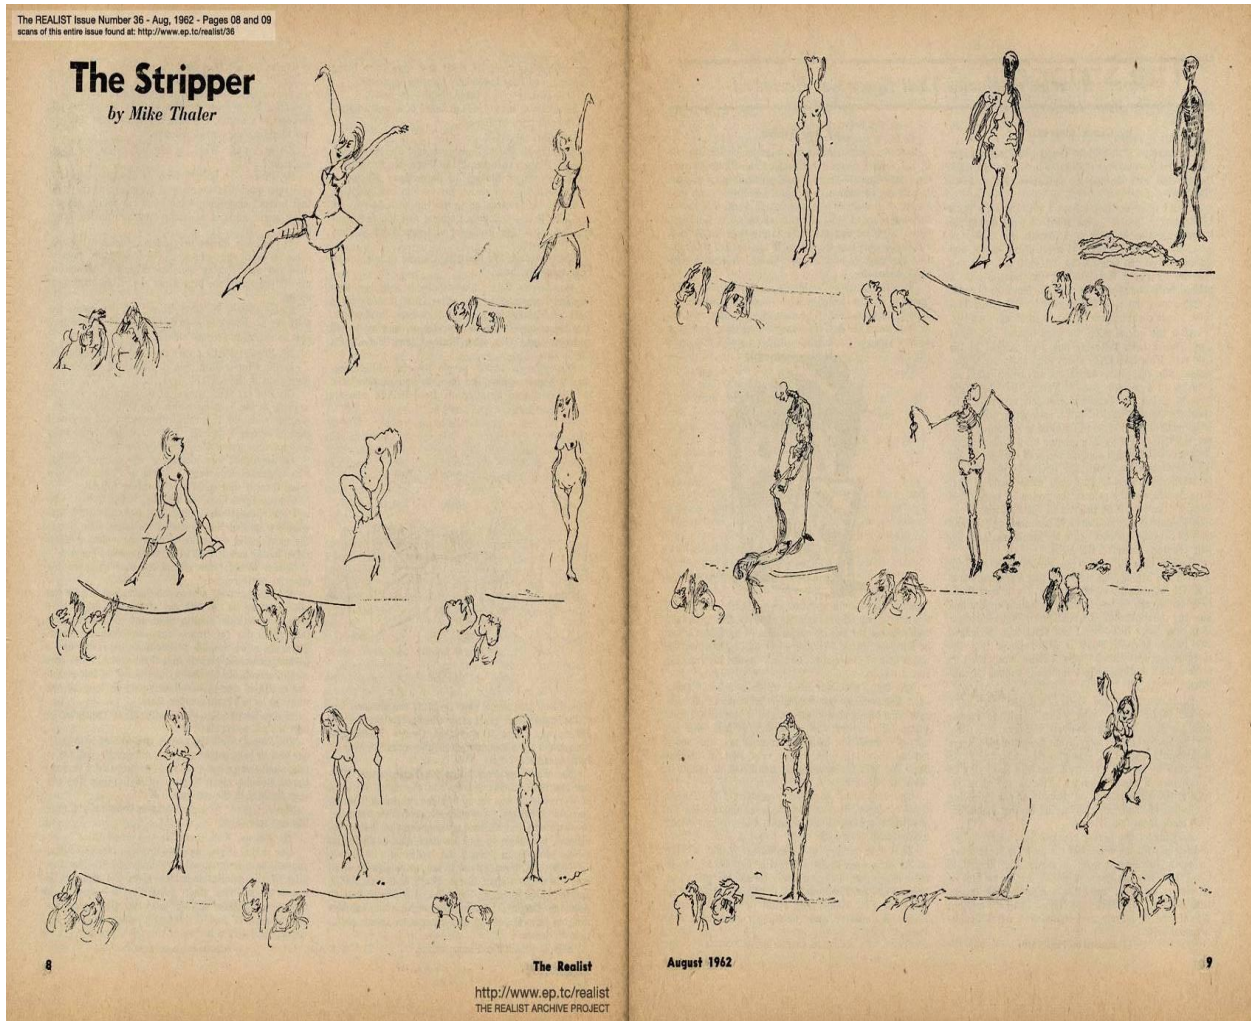 The REALIST Issue Number 36 - Aug, 1962 - Pages 08 and 09
scans of this entire issue found at: http://www.ep.tc/realist/36
The Stripper
by Mike Thaler
8
The Realist
http://www.ep.tc/realist
THE REALIST ARCHIVE PROJECT
August 1962
9